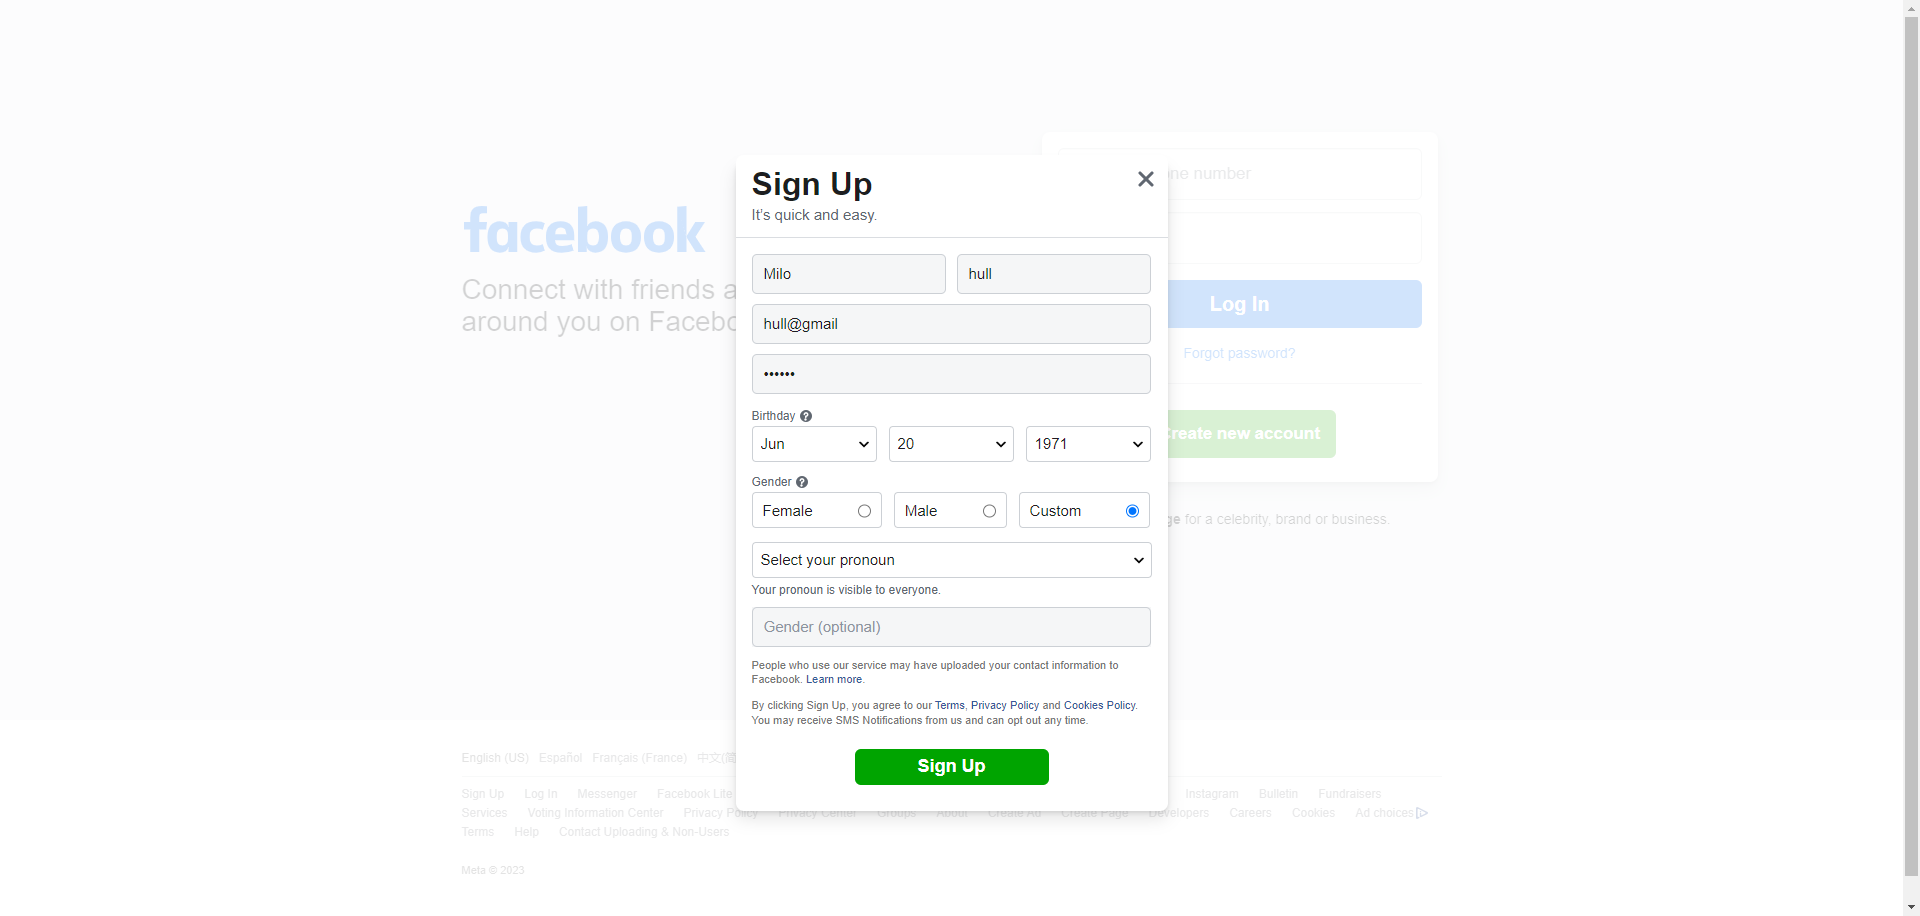 Sign Up
It's quick and easy.
Milo
hull
hull@gmail
••••••
Birthday
Jun
20
1971
Gender
Female
Male
Custom
Select your pronoun
Your pronoun is visible to everyone.
Gender (optional)
People who use our service may have uploaded your contact information to
Facebook. Learn more.
By clicking Sign Up, you agree to our Terms, Privacy Policy and Cookies Policy.
You may receive SMS Notifications from us and can opt out any time.
Sign Up
facebook
Connect with friends
around you on
number
Log In
Forgot password?
Create new account
for a celebrity, brand or business.
English (US) Español Français (France)
Sign Up Log In Messenger Facebook Lite Instagram Bulletin Fundraisers
Services Voting Information Center Privacy Policy Privacy Center Groups About Create Ad Create Page Developers Careers Cookies Ad choices
Terms Help Contact Uploading & Non-Users
Meta © 2023